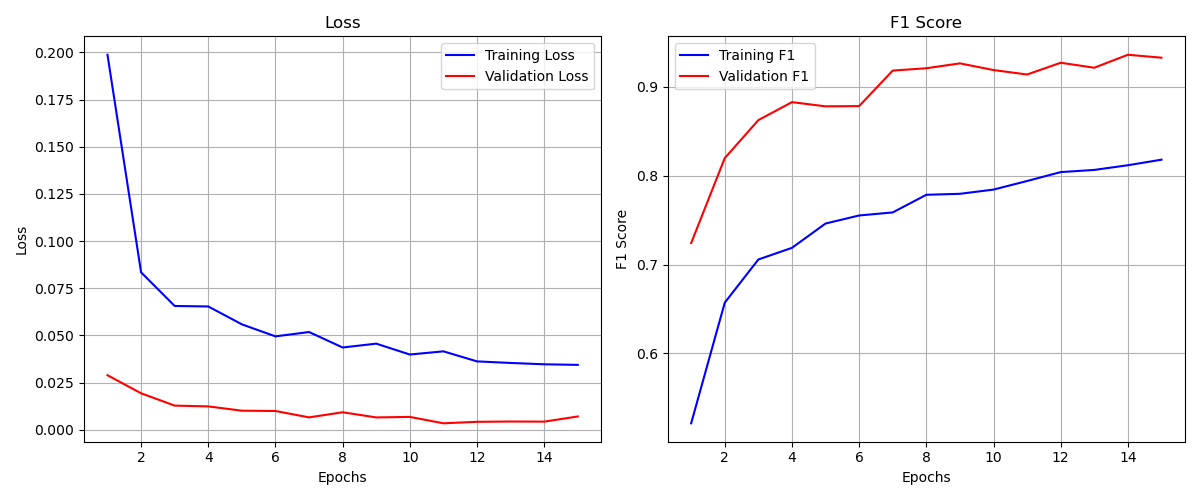 Loss
0.200
0.175
0.150
0.125
0.100
0.075
0.050
0.025
0.000
Loss
2 4 6 8 10 12 14
Epochs
Training Loss
Validation Loss
F1 Score
0.9
0.8
0.7
0.6
F1 Score
2 4 6 8 10 12 14
Epochs
Training F1
Validation F1